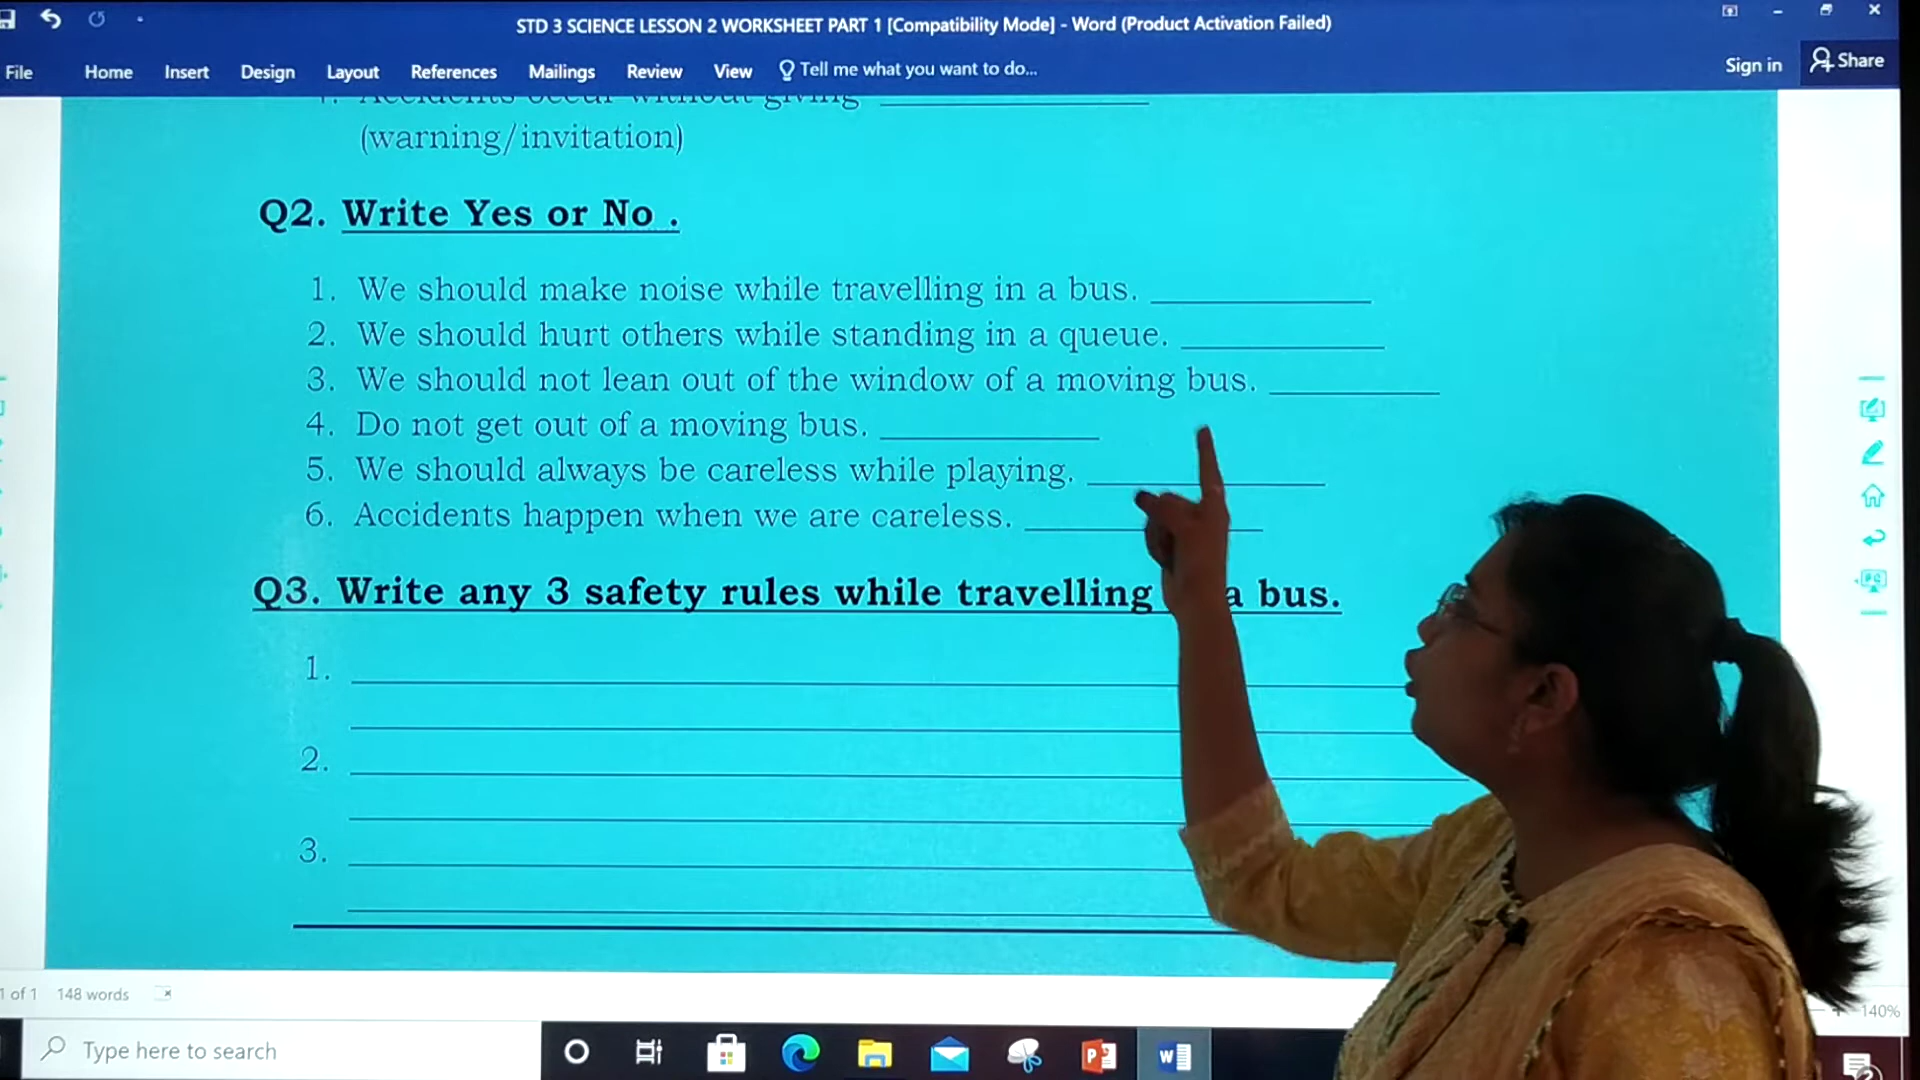 STD 3 SCIENCE LESSON 2 WORKSHEET PART 1 [Compatibility Mode] - Word (Product Activation Failed)
File Home Insert Design Layout References Mailings Review View Tell me what you want to do... Sign in Share
Accidents occur without giving
(warning/invitation)
Q2. Write Yes or No .
1. We should make noise while travelling in a bus.
2. We should hurt others while standing in a queue.
3. We should not lean out of the window of a moving bus.
4. Do not get out of a moving bus.
5. We should always be careless while playing.
6. Accidents happen when we are careless.
Q3. Write any 3 safety rules while travelling a bus.
1.
2.
3.
1 of 1 148 words 140%
Type here to search